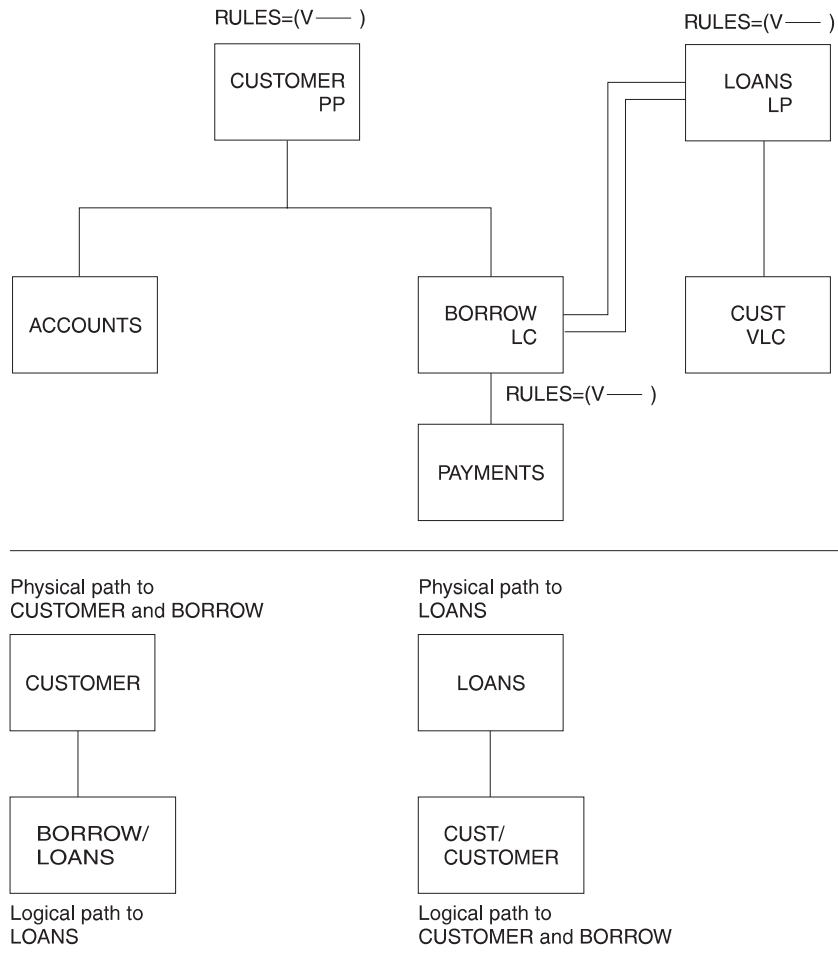 RULES=(V —— )
CUSTOMER
PP
RULES=(V —— )
LOANS
LP
ACCOUNTS
BORROW
LC
CUST
VLC
RULES=(V —— )
PAYMENTS
Physical path to
CUSTOMER and BORROW
CUSTOMER
BORROW/
LOANS
Logical path to
LOANS
Physical path to
LOANS
LOANS
CUST/
CUSTOMER
Logical path to
CUSTOMER and BORROW